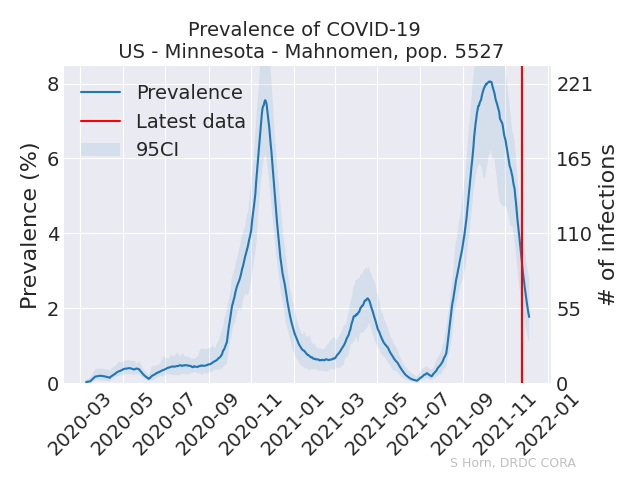 Prevalence of COVID-19
US - Minnesota - Mahnomen, pop. 5527
Prevalence
Latest data
95CI
Prevalence (%)
8
6
4
2
0
221
165
110
55
0
# of infections
2020-03
2020-05
2020-07
2020-09
2020-11
2021-01
2021-03
2021-05
2021-07
2021-09
2021-11
2022-01
S Horn, DRDC CORA